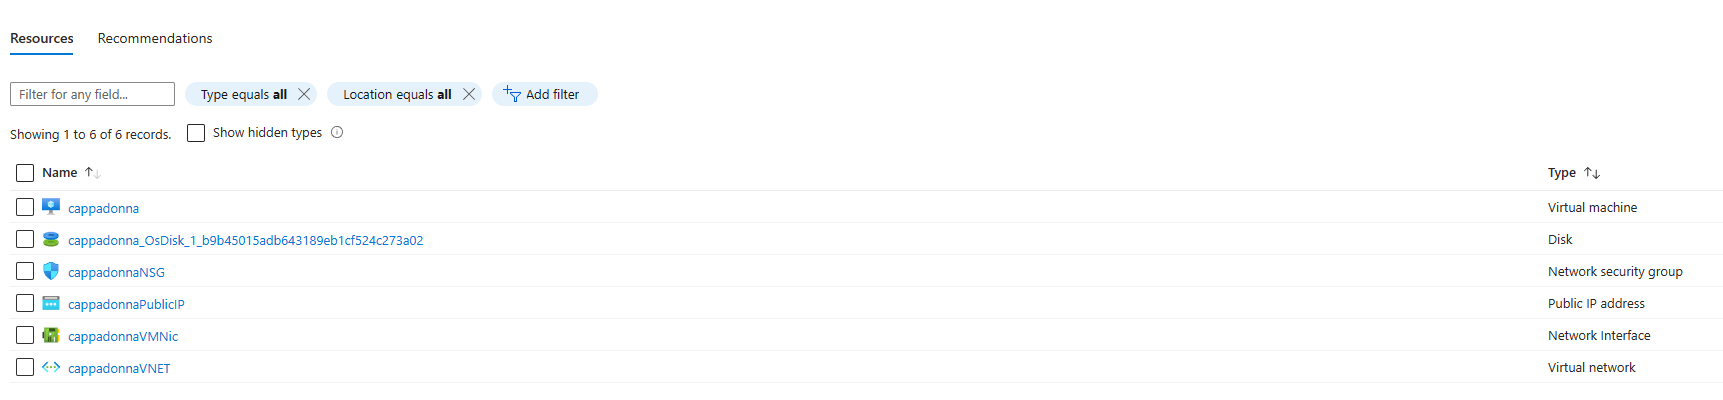 Resources Recommendations
Filter for any field... Type equals all Location equals all Add filter
Showing 1 to 6 of 6 records. Show hidden types
Name Type
cappadonna Virtual machine
cappadonna_OsDisk_1_b9b45015adb643189eb1cf524c273a02 Disk
cappadonnaNSG Network security group
cappadonnaPublicIP Public IP address
cappadonnaVMNic Network Interface
cappadonnaVNET Virtual network